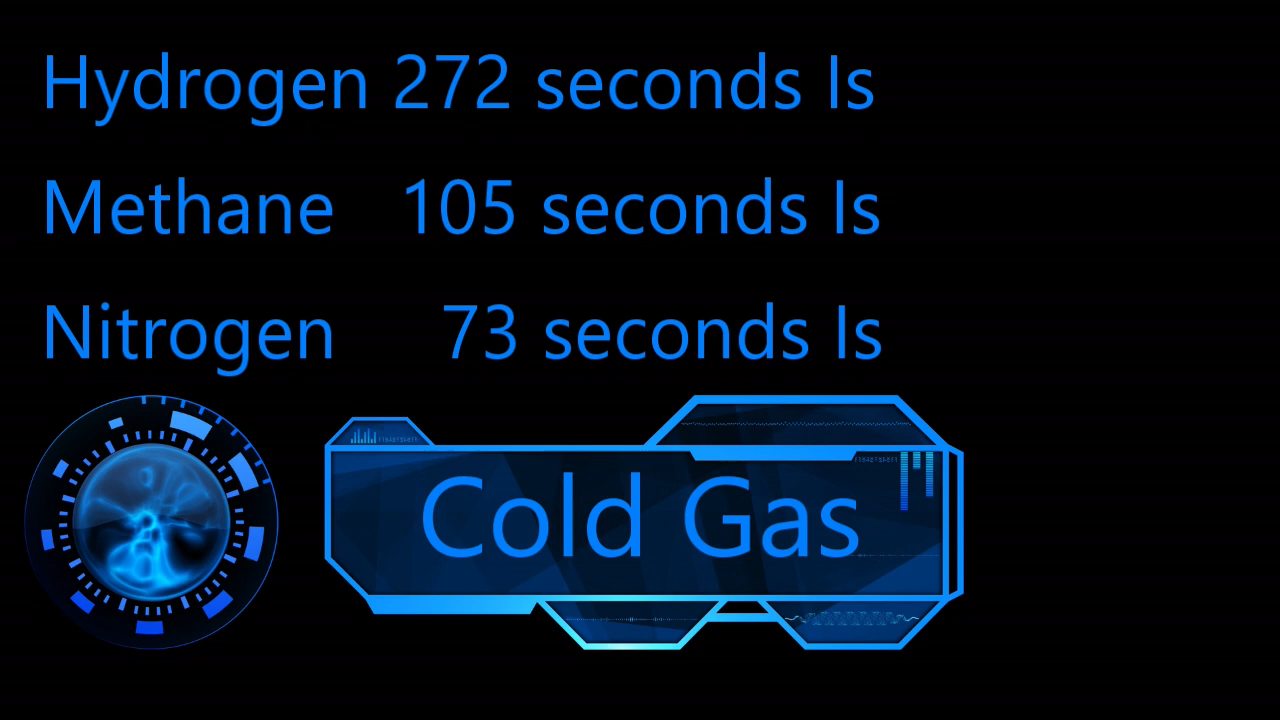 Hydrogen 272 seconds Is
Methane 105 seconds Is
Nitrogen 73 seconds Is
Cold Gas